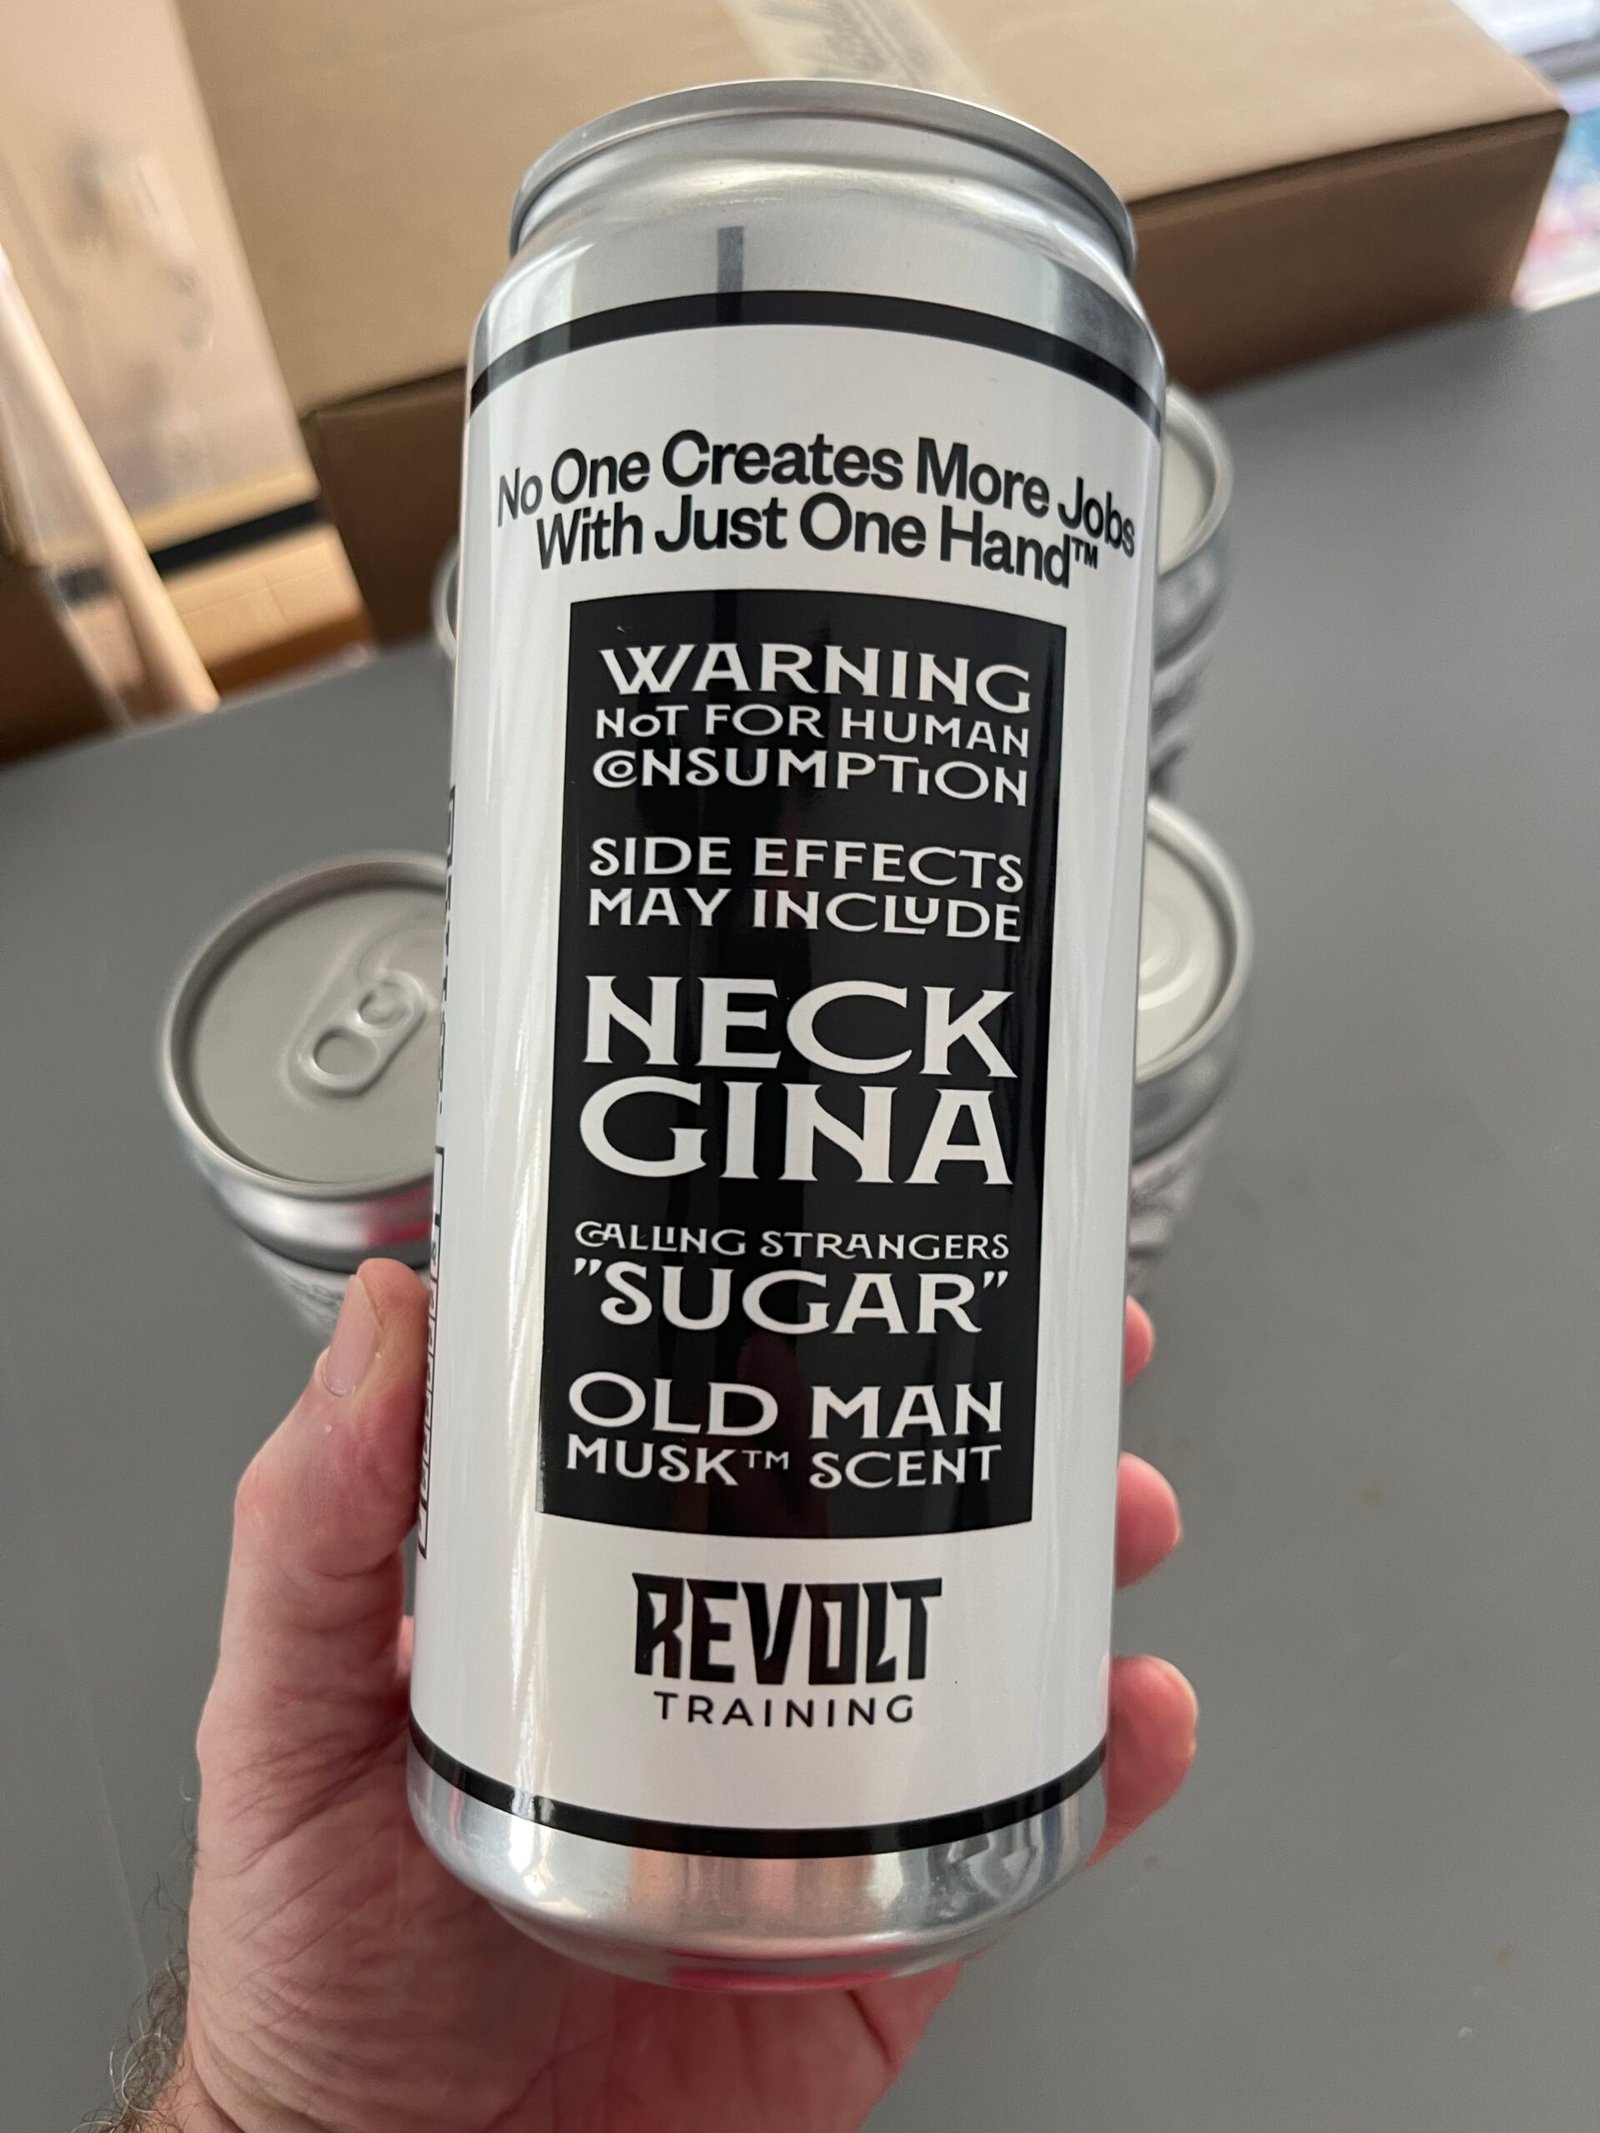 No One Creates More Jobs
With Just One Hand™
WARNING
NOT FOR HUMAN
CONSUMPTION
SIDE EFFECTS
MAY INCLUDE
NECK
GINA
CALLING STRANGERS
"SUGAR"
OLD MAN
MUSK™ SCENT
REVOLT
TRAINING